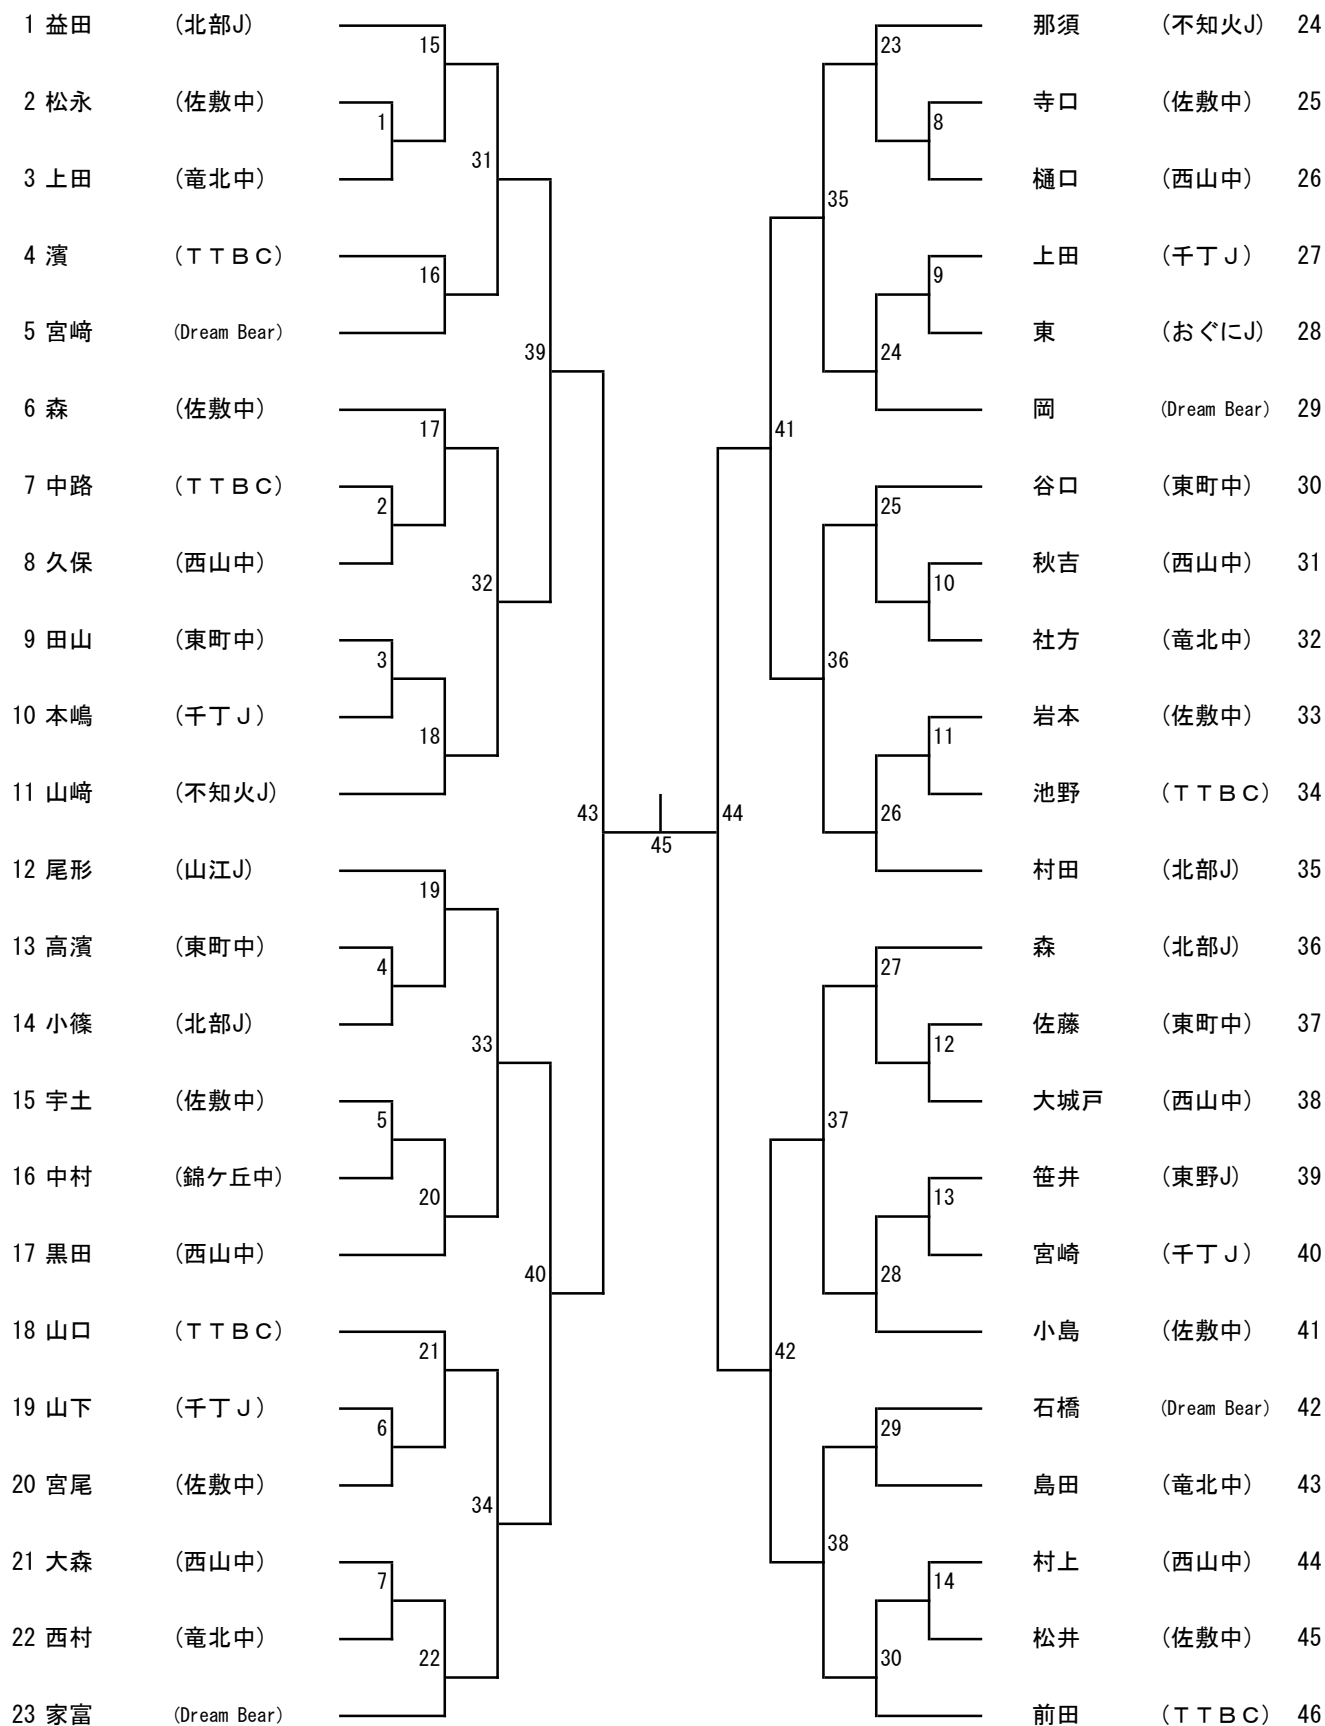 1 益田 (北部J) 15 23 那須 (不知火J) 24
2 松永 (佐敷中) 1 寺口 (佐敷中) 25 8
3 上田 (竜北中) 31 樋口 (西山中) 26 35
4 濱 (ＴＴＢＣ) 16 上田 (千丁Ｊ) 27 9
5 宮﨑 (Dream Bear) 39 24 東 (おぐにJ) 28
6 森 (佐敷中) 17 41 岡 (Dream Bear) 29
7 中路 (ＴＴＢＣ) 2 25 谷口 (東町中) 30
8 久保 (西山中) 32 10 秋吉 (西山中) 31
9 田山 (東町中) 3 36 社方 (竜北中) 32
10 本嶋 (千丁Ｊ) 18 11 岩本 (佐敷中) 33
11 山﨑 (不知火J) 43 45 44 26 池野 (ＴＴＢＣ) 34
12 尾形 (山江J) 19 村田 (北部J) 35
13 高濱 (東町中) 4 27 森 (北部J) 36
14 小篠 (北部J) 33 12 佐藤 (東町中) 37
15 宇土 (佐敷中) 5 37 大城戸 (西山中) 38
16 中村 (錦ケ丘中) 20 13 笹井 (東野J) 39
17 黒田 (西山中) 40 28 宮崎 (千丁Ｊ) 40
18 山口 (ＴＴＢＣ) 21 42 小島 (佐敷中) 41
19 山下 (千丁Ｊ) 6 29 石橋 (Dream Bear) 42
20 宮尾 (佐敷中) 34 38 島田 (竜北中) 43
21 大森 (西山中) 7 14 村上 (西山中) 44
22 西村 (竜北中) 22 30 松井 (佐敷中) 45
23 家富 (Dream Bear) 前田 (ＴＴＢＣ) 46